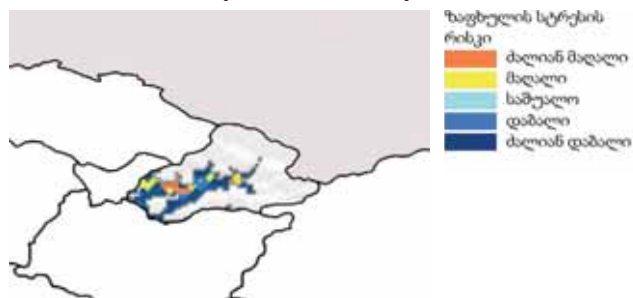 ზაფხულის სტრესის
რისკი
ძალიან მაღალი
მაღალი
საშუალო
დაბალი
ძალიან დაბალი